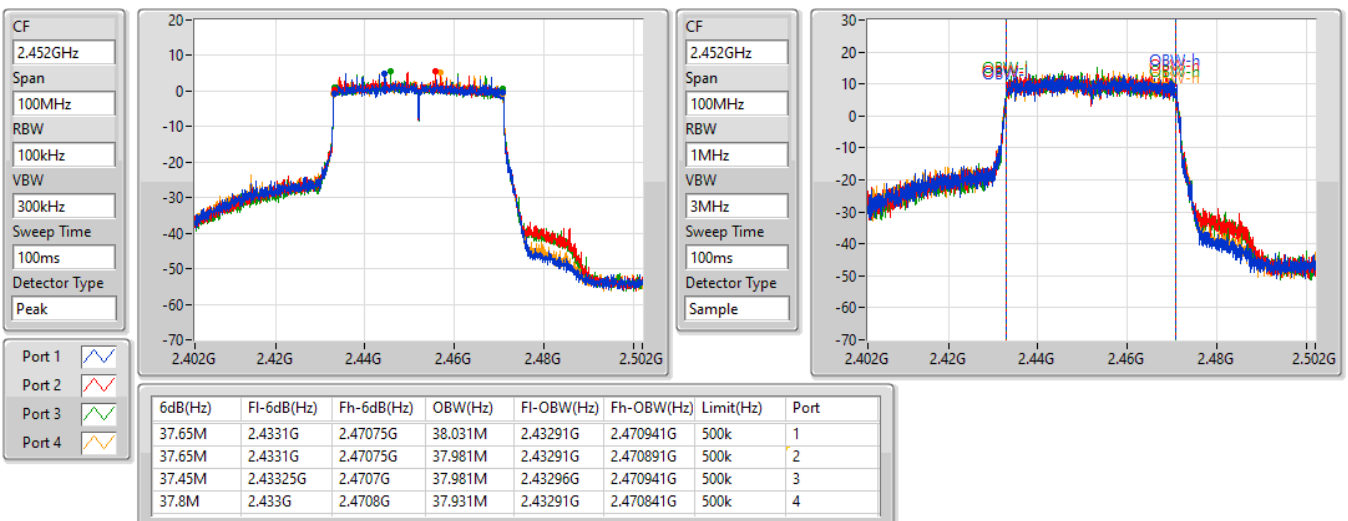 CF
2.452GHz
Span
100MHz
RBW
100kHz
VBW
300kHz
Sweep Time
100ms
Detector Type
Peak
20
10
0
-10
-20
-30
-40
-50
-60
-70
2.402G 2.42G 2.44G 2.46G 2.48G 2.502G
CF
2.452GHz
Span
100MHz
RBW
1MHz
VBW
3MHz
Sweep Time
100ms
Detector Type
Sample
30
20
10
0
-10
-20
-30
-40
-50
-60
-70
OBW-h
2.402G 2.42G 2.44G 2.46G 2.48G 2.502G
Port 1
Port 2
Port 3
Port 4
6dB(Hz) Fl-6dB(Hz) Fh-6dB(Hz) OBW(Hz) Fl-OBW(Hz) Fh-OBW(Hz) Limit(Hz) Port
37.65M 2.4331G 2.47075G 38.031M 2.43291G 2.470941G 500k 1
37.65M 2.4331G 2.47075G 37.981M 2.43291G 2.470891G 500k 2
37.45M 2.43325G 2.4707G 37.981M 2.43296G 2.470941G 500k 3
37.8M 2.433G 2.4708G 37.931M 2.43291G 2.470841G 500k 4